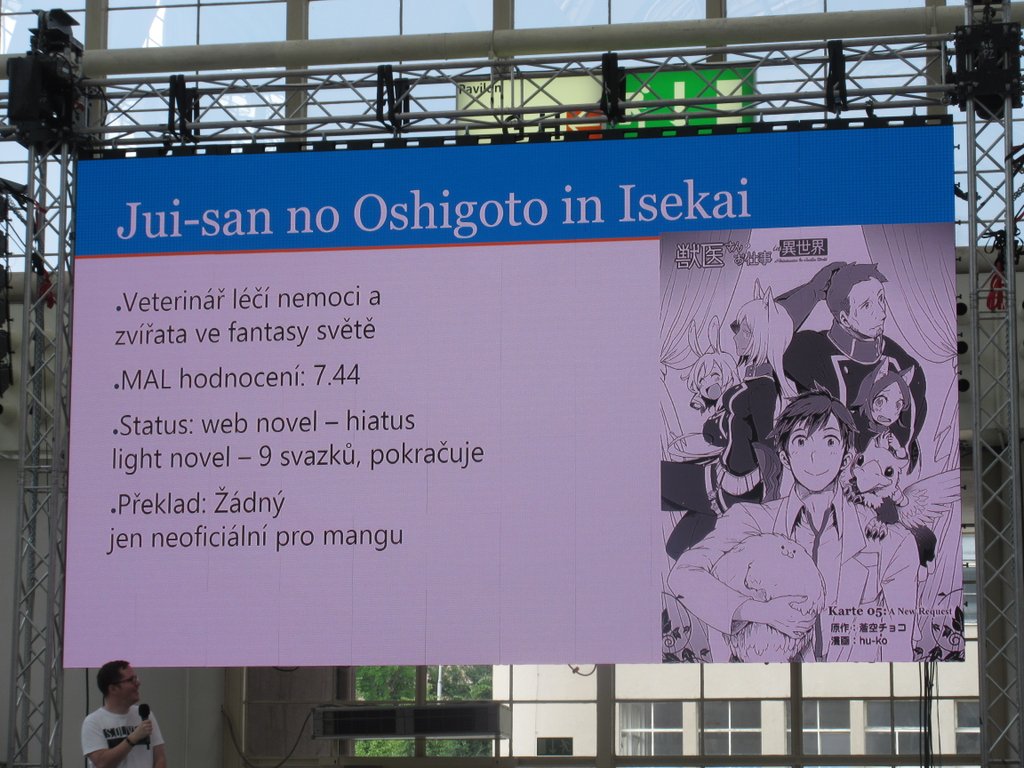 Pavilon
Jui-san no Oshigoto in Isekai
.Veterinář léčí nemoci a
zvířata ve fantasy světě
.MAL hodnocení: 7.44
.Status: web novel – hiatus
light novel – 9 svazků, pokračuje
.Překlad: Žádný
jen neoficiální pro mangu
獣医さんのお仕事in異世界
Karte 05: A New Request
原作：蒼空チョコ
漫画：hu-ko